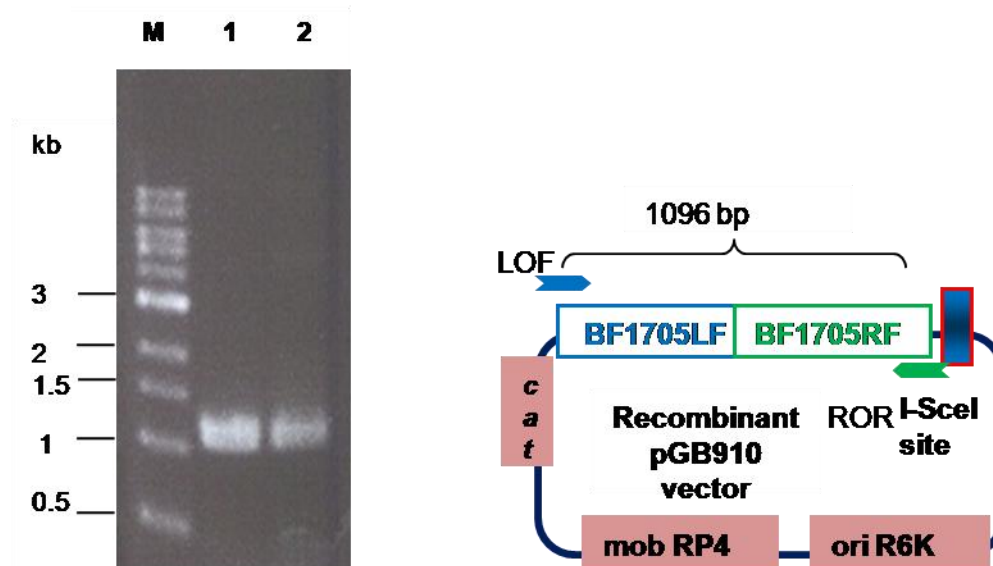 M 1 2
kb
3
2
1.5
1
0.5
1096 bp
LOF
BF1705LF BF1705RF
cat
Recombinant
pGB910
vector
ROR
I-SceI
site
mob RP4 ori R6K